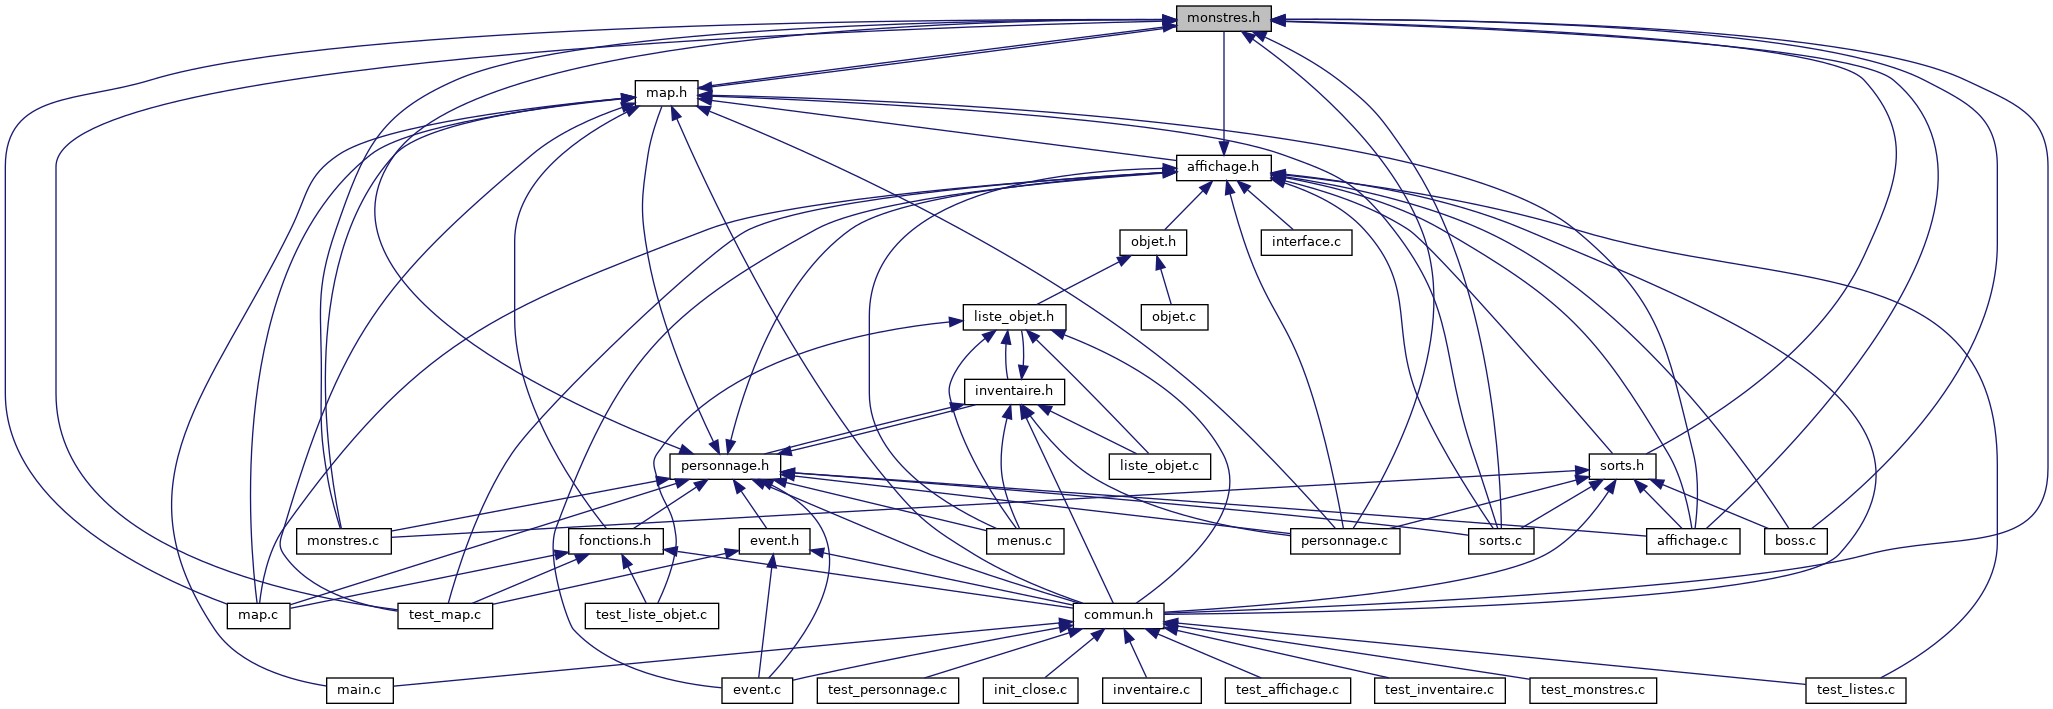 monstres.h
map.h
affichage.h
objet.h
interface.c
liste_objet.h
objet.c
inventaire.h
personnage.h
liste_objet.c
sorts.h
monstres.c
fonctions.h
event.h
menus.c
personnage.c
sorts.c
affichage.c
boss.c
map.c
test_map.c
test_liste_objet.c
commun.h
main.c
event.c
test_personnage.c
init_close.c
inventaire.c
test_affichage.c
test_inventaire.c
test_monstres.c
test_listes.c